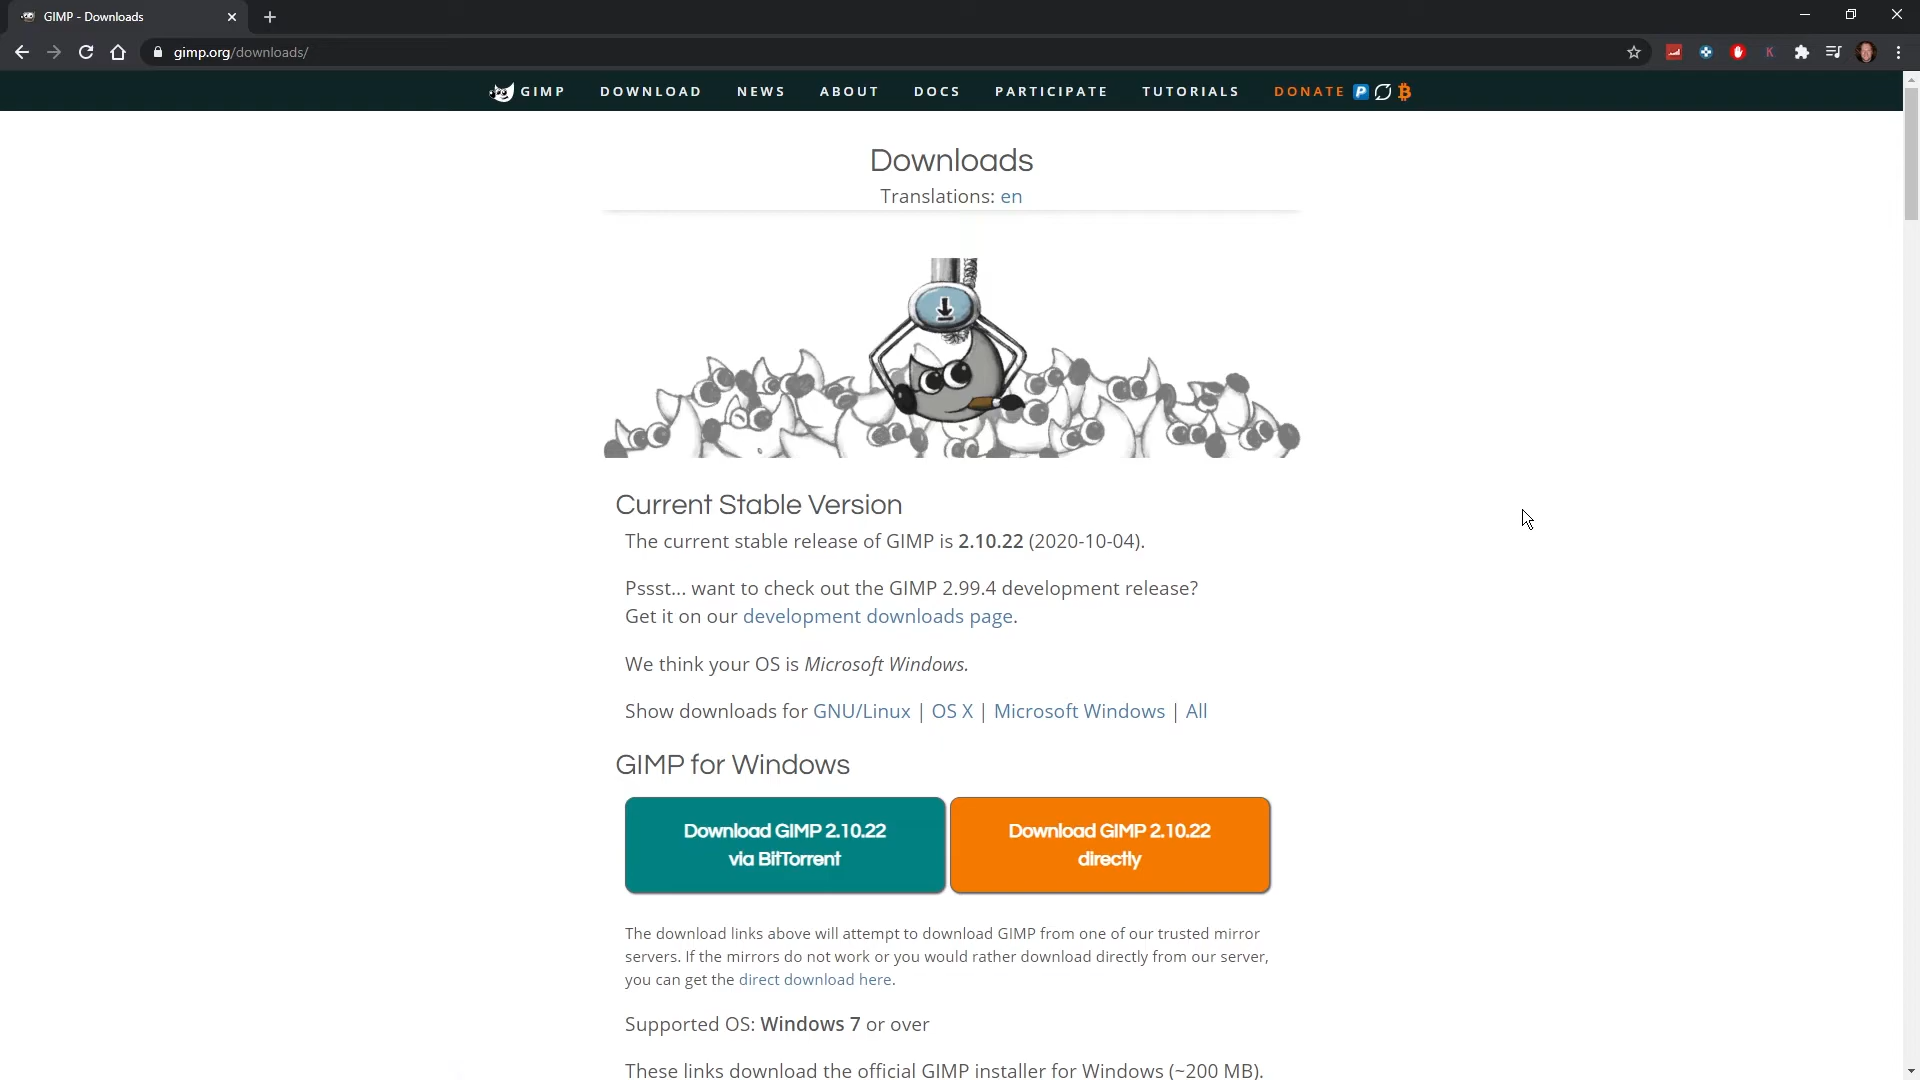 GIMP - Downloads
gimp.org/downloads/
GIMP DOWNLOAD NEWS ABOUT DOCS PARTICIPATE TUTORIALS DONATE
Downloads
Translations: en
Current Stable Version
The current stable release of GIMP is 2.10.22 (2020-10-04).
Pssst... want to check out the GIMP 2.99.4 development release?
Get it on our development downloads page.
We think your OS is Microsoft Windows.
Show downloads for GNU/Linux | OS X | Microsoft Windows | All
GIMP for Windows
Download GIMP 2.10.22
via BitTorrent
Download GIMP 2.10.22
directly
The download links above will attempt to download GIMP from one of our trusted mirror
servers. If the mirrors do not work or you would rather download directly from our server,
you can get the direct download here.
Supported OS: Windows 7 or over
These links download the official GIMP installer for Windows (~200 MB).